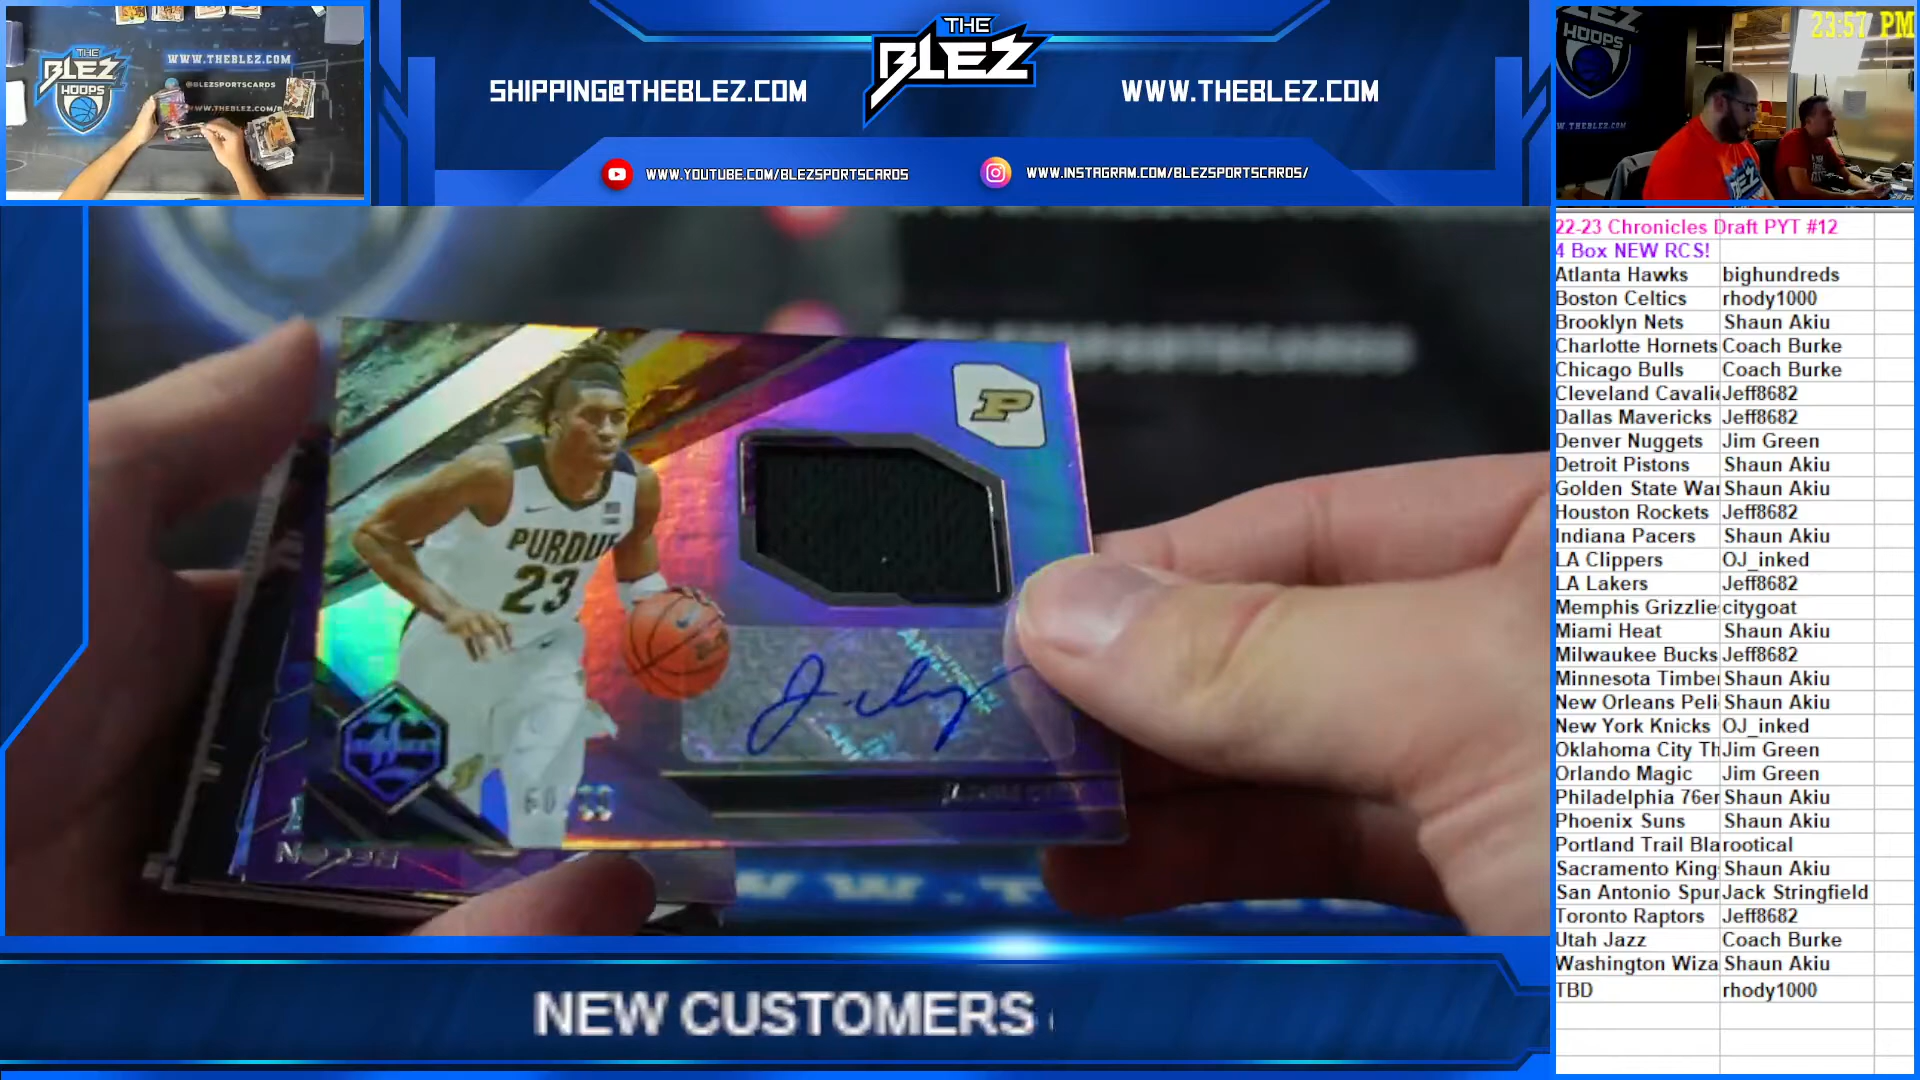 THE
BLEZ
HOOPS
WWW.THEBLEZ.COM
@BLEZSPORTSCARDS
THE
BLEZ
SHIPPING@THEBLEZ.COM
WWW.THEBLEZ.COM
WWW.YOUTUBE.COM/BLEZSPORTSCARDS
WWW.INSTAGRAM.COM/BLEZSPORTSCARDS/
HOOPS
23:57 PM
22-23 Chronicles Draft PYT #12
4 Box NEW RCS!
Atlanta Hawks bighundreds
Boston Celtics rhody1000
Brooklyn Nets Shaun Akiu
Charlotte Hornets Coach Burke
Chicago Bulls Coach Burke
Cleveland Cavali Jeff8682
Dallas Mavericks Jeff8682
Denver Nuggets Jim Green
Detroit Pistons Shaun Akiu
Golden State War Shaun Akiu
Houston Rockets Jeff8682
Indiana Pacers Shaun Akiu
LA Clippers OJ_inked
LA Lakers Jeff8682
Memphis Grizzlie citygoat
Miami Heat Shaun Akiu
Milwaukee Bucks Jeff8682
Minnesota Timbe Shaun Akiu
New Orleans Peli Shaun Akiu
New York Knicks OJ_inked
Oklahoma City Th Jim Green
Orlando Magic Jim Green
Philadelphia 76er Shaun Akiu
Phoenix Suns Shaun Akiu
Portland Trail Bla rootical
Sacramento King Shaun Akiu
San Antonio Spur Jack Stringfield
Toronto Raptors Jeff8682
Utah Jazz Coach Burke
Washington Wiza Shaun Akiu
TBD rhody1000
P
PURDUE
23
NEW CUSTOMERS